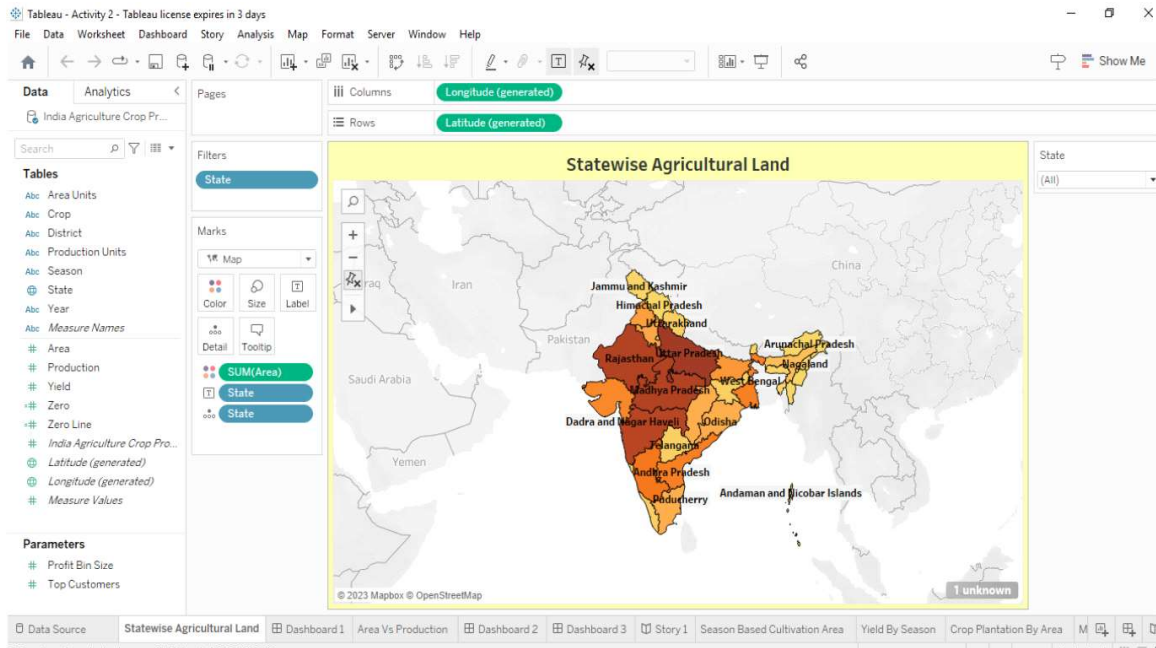 Tableau - Activity 2 - Tableau license expires in 3 days
File Data Worksheet Dashboard Story Analysis Map Format Server Window Help
Show Me
Data Analytics
India Agriculture Crop Pr...
Search
Tables
Abc Area Units
Abc Crop
Abc District
Abc Production Units
Abc Season
State
Abc Year
Abc Measure Names
# Area
# Production
# Yield
# Zero
# Zero Line
# India Agriculture Crop Pro...
Latitude (generated)
Longitude (generated)
# Measure Values
Parameters
# Profit Bin Size
# Top Customers
Pages
Filters
State
Marks
Map
Color Size Label
Detail Tooltip
SUM(Area)
State
State
Columns Longitude (generated)
Rows Latitude (generated)
Statewise Agricultural Land
China
Iran
Jammu and Kashmir
Himachal Pradesh
Uttarakhand
Pakistan
Arunachal Pradesh
Rajasthan
Uttar Pradesh
Nagaland
Saudi Arabia
Madhya Pradesh
West Bengal
Dadra and Nagar Haveli
Odisha
Telangana
Yemen
Andhra Pradesh
Puducherry
Andaman and Nicobar Islands
© 2023 Mapbox © OpenStreetMap
1 unknown
State
(All)
Data Source Statewise Agricultural Land Dashboard 1 Area Vs Production Dashboard 2 Dashboard 3 Story 1 Season Based Cultivation Area Yield By Season Crop Plantation By Area M